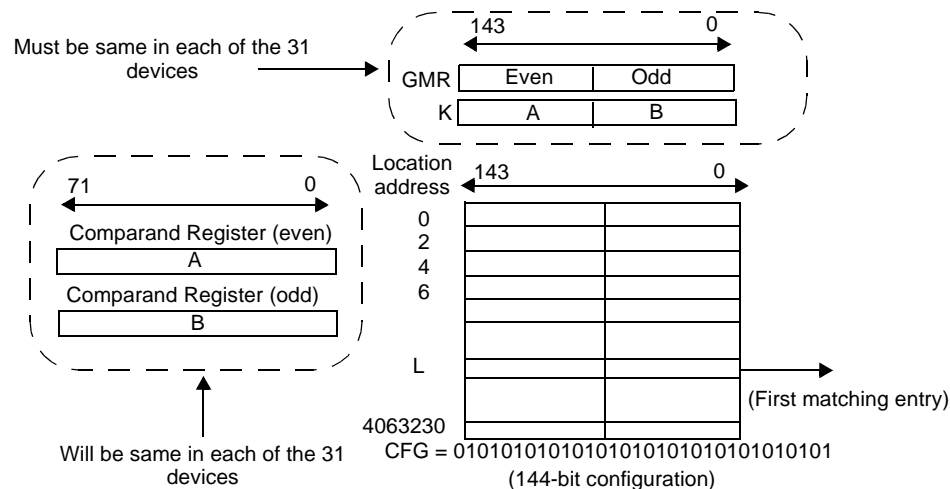 Must be same in each of the 31
devices
143 0
GMR Even Odd
K A B
Location
address
143 0
71 0
Comparand Register (even)
A
Comparand Register (odd)
B
0
2
4
6
L
(First matching entry)
4063230
CFG = 01010101010101010101010101010101
(144-bit configuration)
Will be same in each of the 31
devices